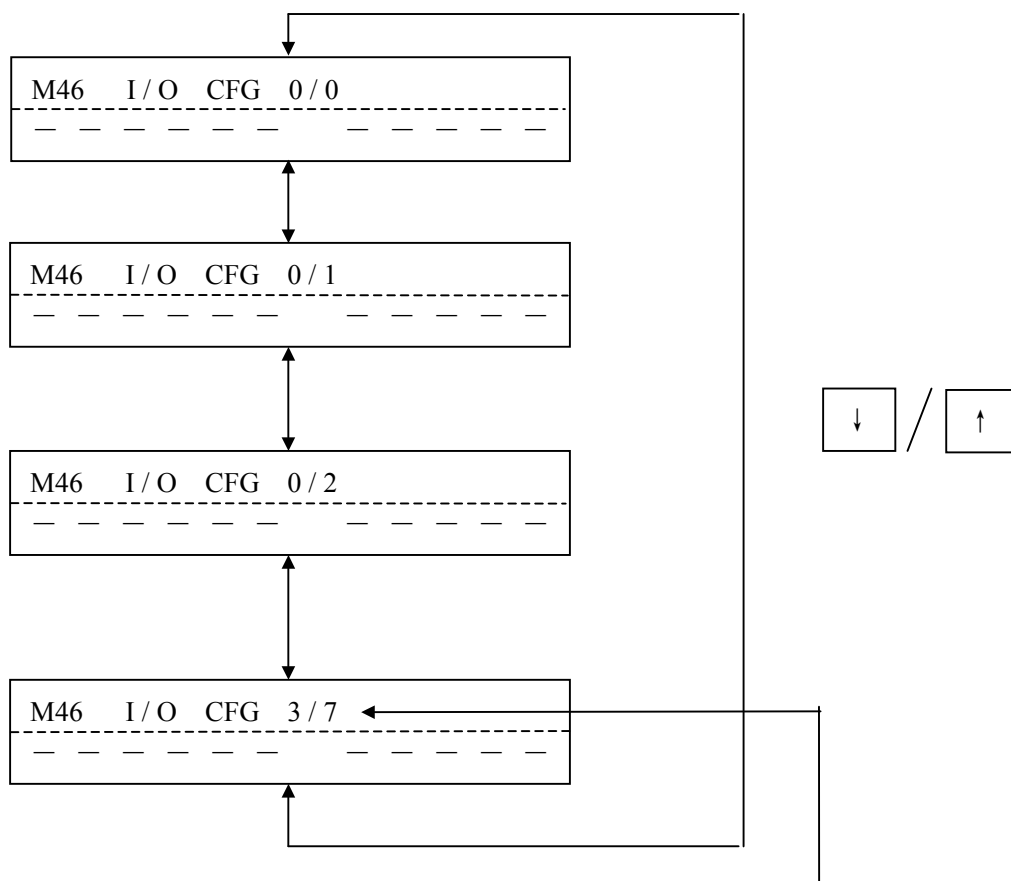 M46 I / O CFG 0 / 0
— — — — — — — — — — —
M46 I / O CFG 0 / 1
— — — — — — — — — — —
M46 I / O CFG 0 / 2
— — — — — — — — — — —
↓ / ↑
M46 I / O CFG 3 / 7
— — — — — — — — — — —